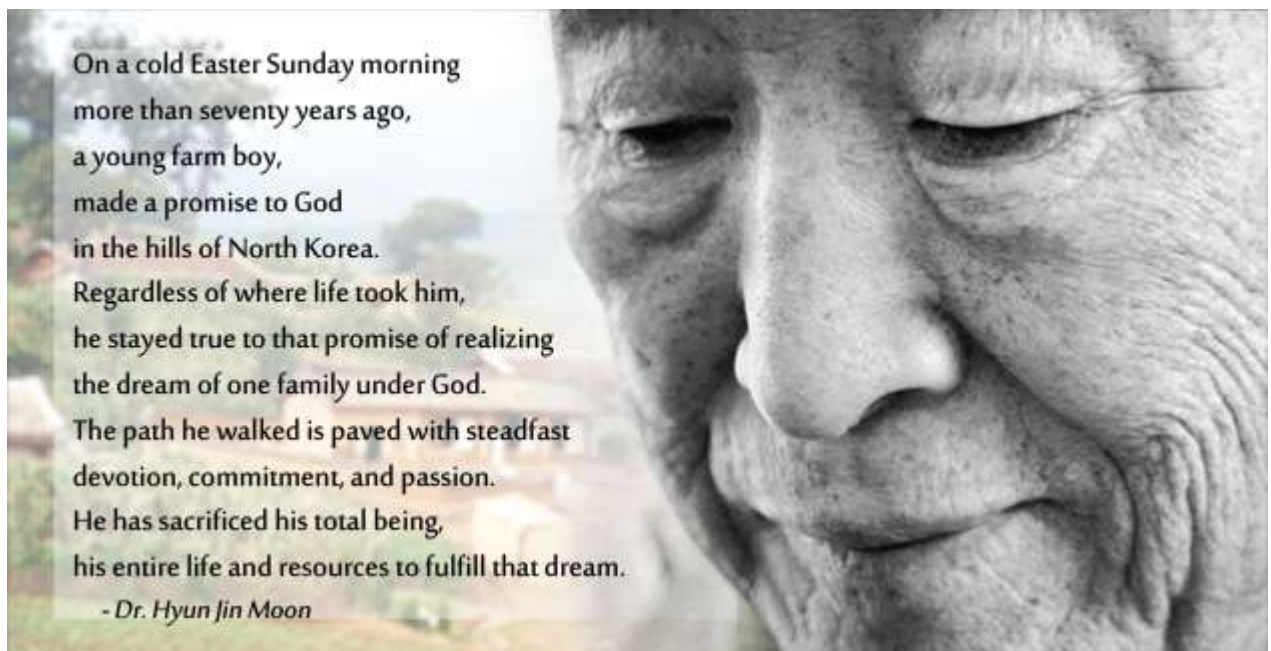 On a cold Easter Sunday morning
more than seventy years ago,
a young farm boy,
made a promise to God
in the hills of North Korea.
Regardless of where life took him,
he stayed true to that promise of realizing
the dream of one family under God.
The path he walked is paved with steadfast
devotion, commitment, and passion.
He has sacrificed his total being,
his entire life and resources to fulfill that dream.
- Dr. Hyun Jin Moon